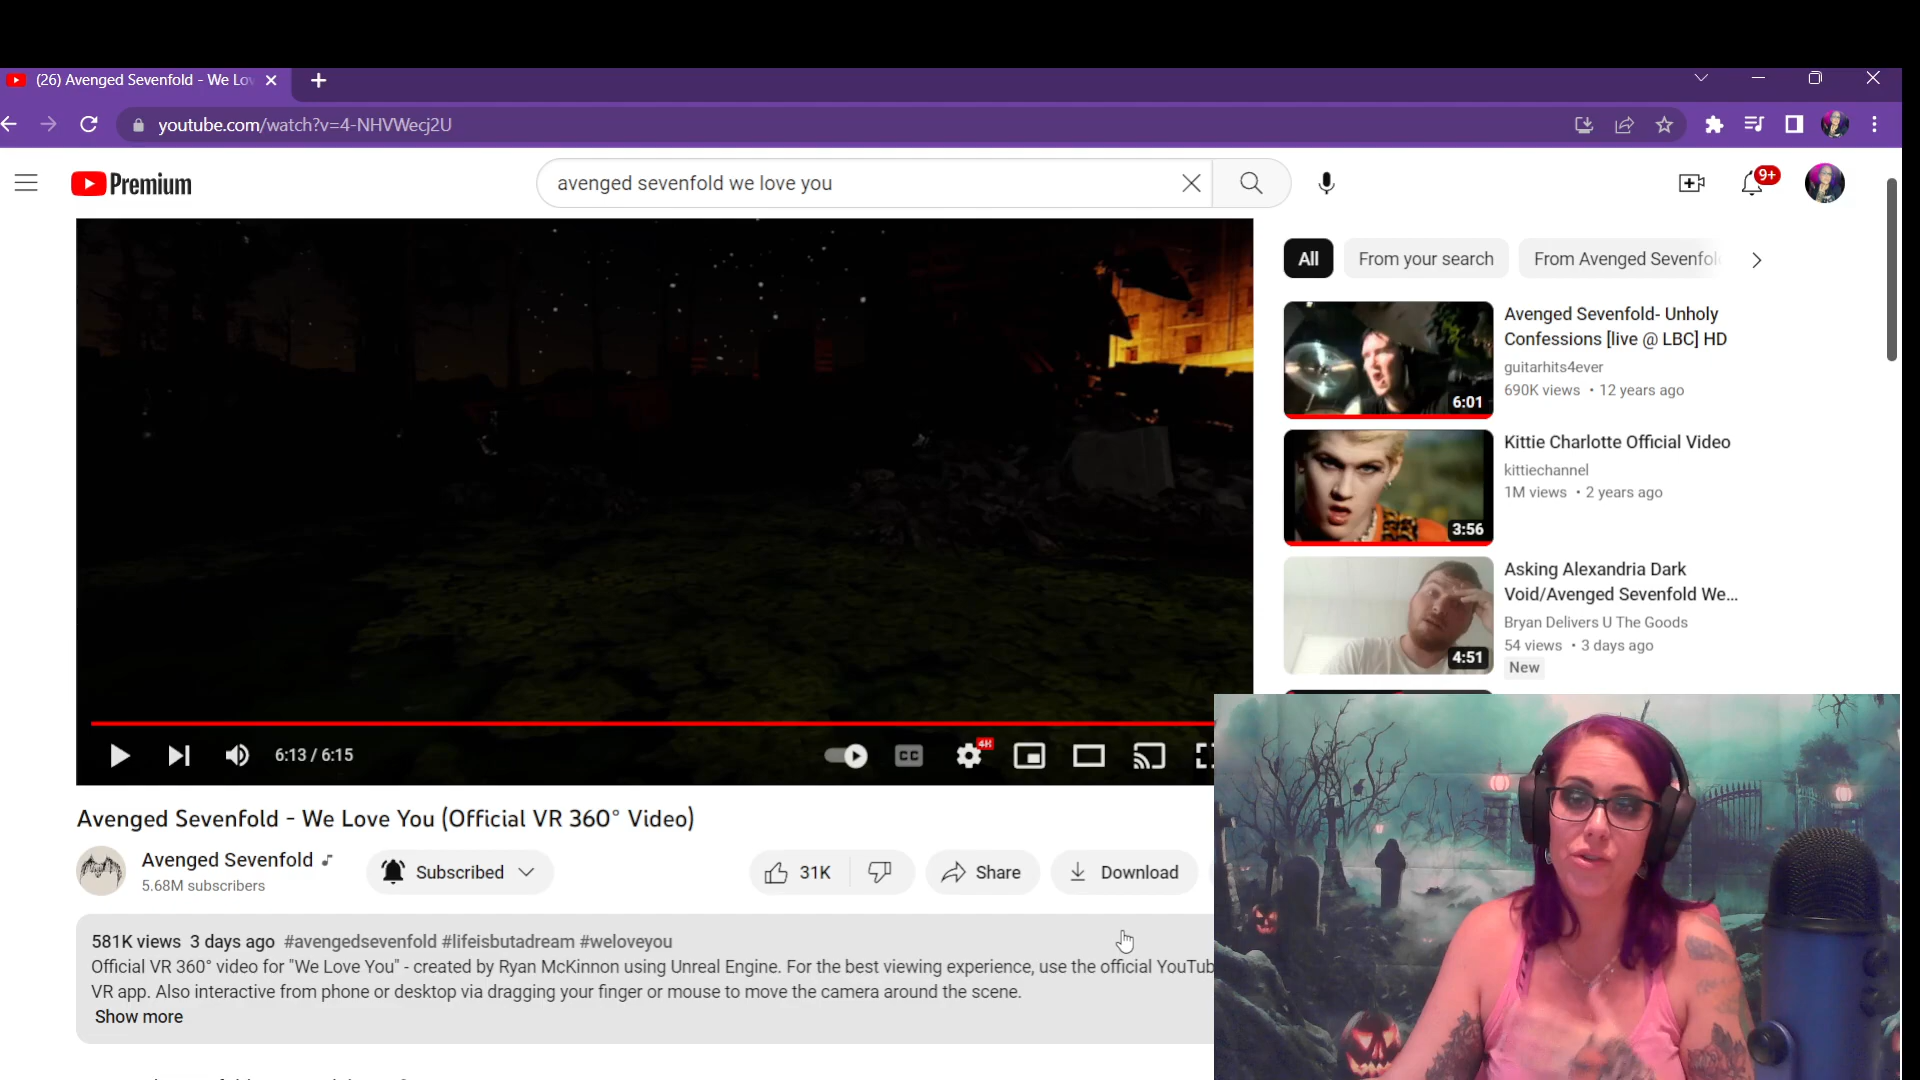 (26) Avenged Sevenfold - We Lo
youtube.com/watch?v=4-NHVWecj2U
Premium
avenged sevenfold we love you
9+
All
From your search
From Avenged Sevenfol
Avenged Sevenfold- Unholy
Confessions [live @ LBC] HD
guitarhits4ever
690K views • 12 years ago
6:01
Kittie Charlotte Official Video
kittiechannel
1M views • 2 years ago
3:56
Asking Alexandria Dark
Void/Avenged Sevenfold We...
Bryan Delivers U The Goods
54 views • 3 days ago
New
4:51
6:13 / 6:15
CC
4K
Avenged Sevenfold - We Love You (Official VR 360° Video)
Avenged Sevenfold
5.68M subscribers
Subscribed
31K
Share
Download
581K views 3 days ago #avengedsevenfold #lifeisbutadream #weloveyou
Official VR 360° video for "We Love You" - created by Ryan McKinnon using Unreal Engine. For the best viewing experience, use the official YouTub
VR app. Also interactive from phone or desktop via dragging your finger or mouse to move the camera around the scene.
Show more